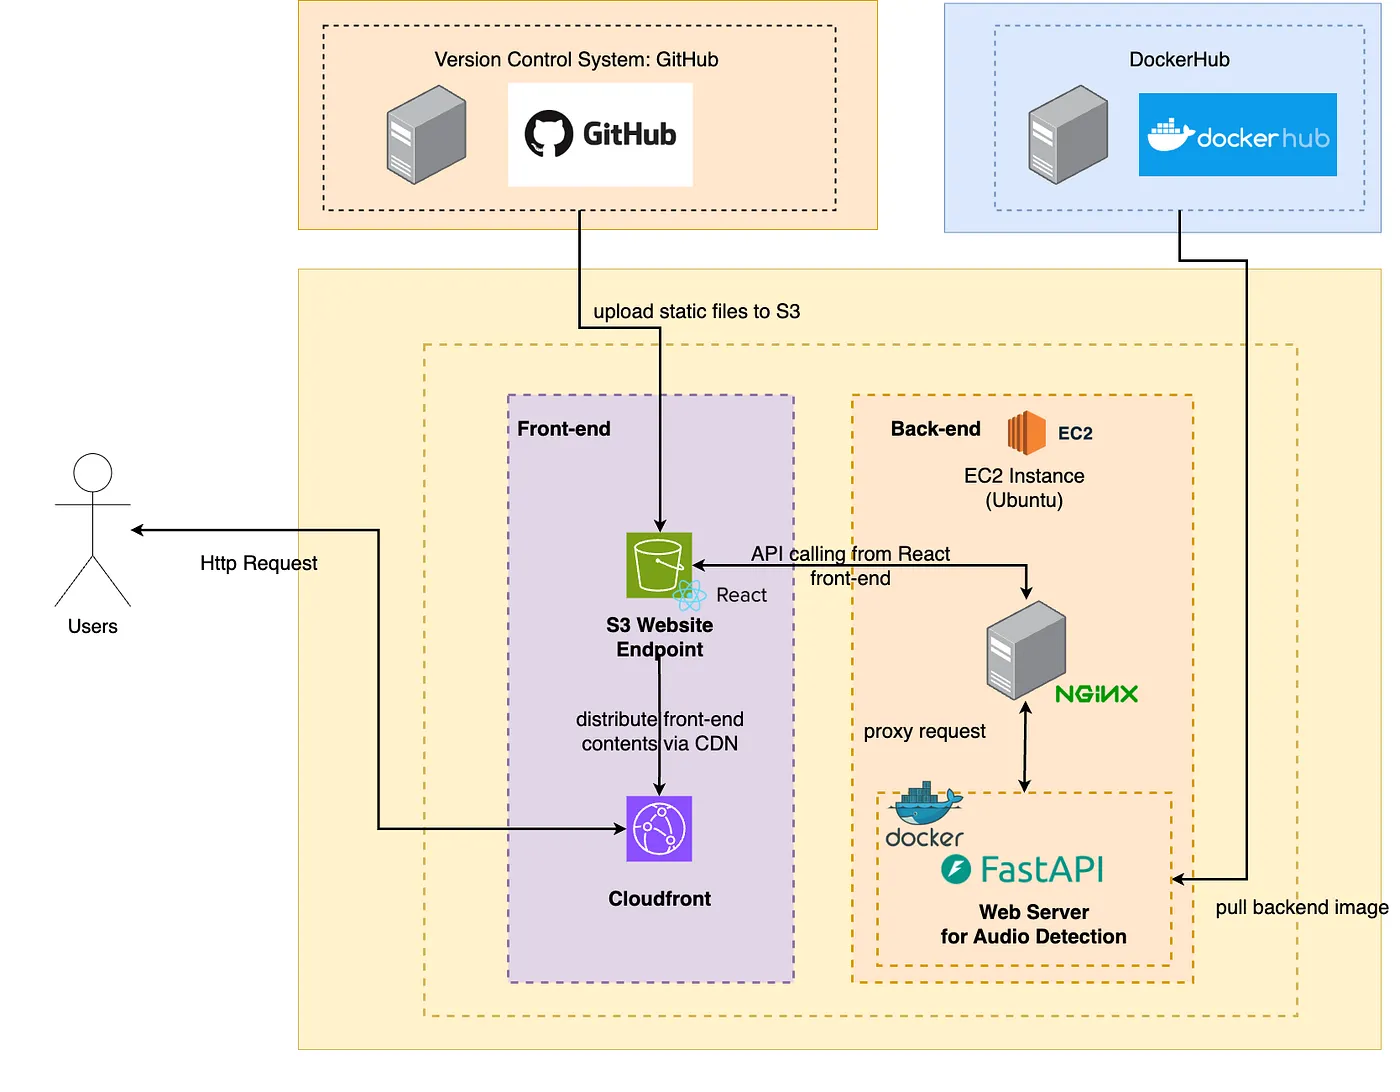 Version Control System: GitHub
GitHub
DockerHub
docker hub
upload static files to S3
Front-end
Back-end
EC2
EC2 Instance
(Ubuntu)
Http Request
Users
API calling from React
front-end
React
S3 Website
Endpoint
NGINX
distribute front-end
contents via CDN
proxy request
docker
FastAPI
Cloudfront
Web Server
for Audio Detection
pull backend image